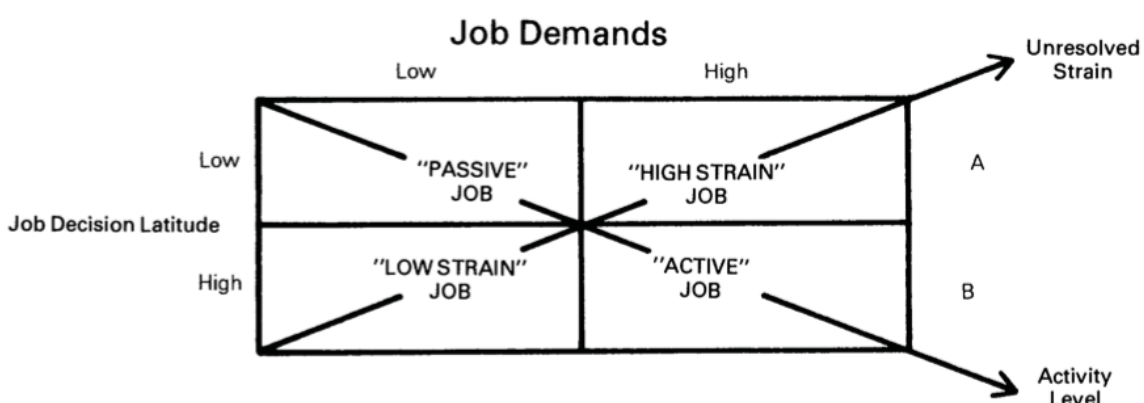 Job Demands
Unresolved
Strain
Low
High
Low
"PASSIVE"
JOB
"HIGH STRAIN"
JOB
A
Job Decision Latitude
High
"LOW STRAIN"
JOB
"ACTIVE"
JOB
B
Activity
Level